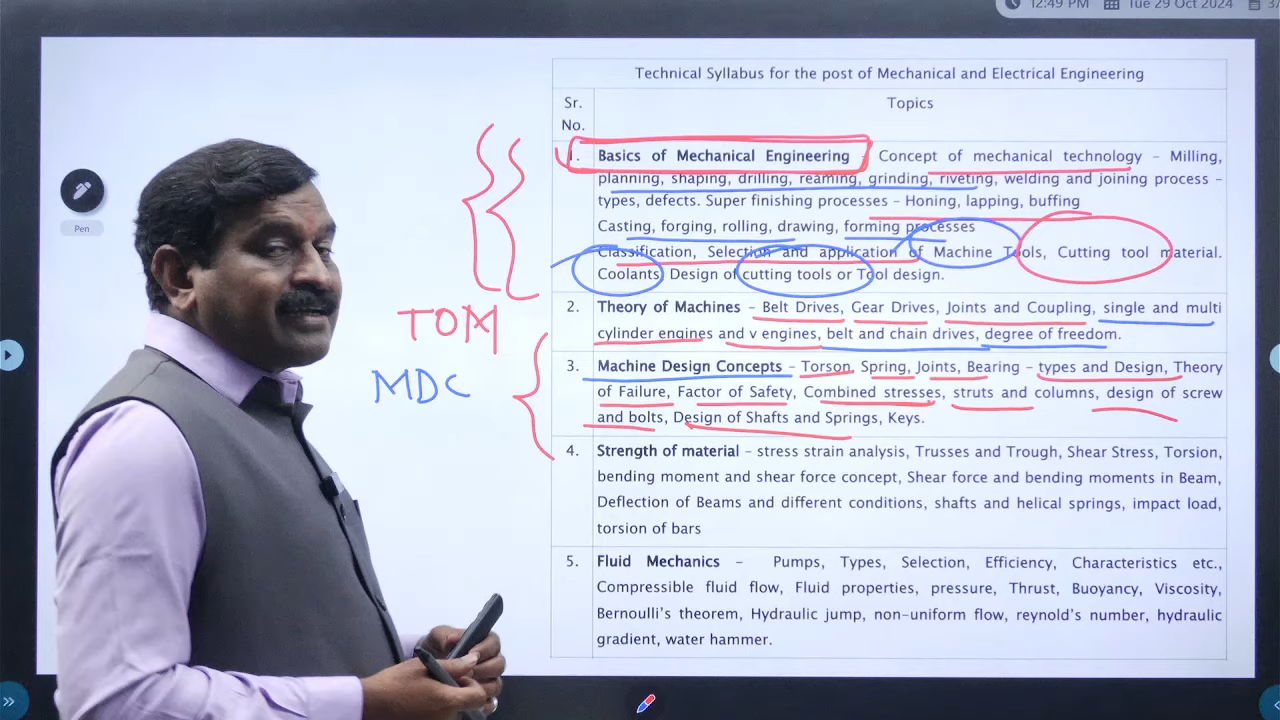 12:49 PM Tue 29 Oct 2024
Pen
TOM
MDC
Technical Syllabus for the post of Mechanical and Electrical Engineering
Sr. No. Topics
1. Basics of Mechanical Engineering – Concept of mechanical technology – Milling,
planning, shaping, drilling, reaming, grinding, riveting, welding and joining process –
types, defects. Super finishing processes – Honing, lapping, buffing
Casting, forging, rolling, drawing, forming processes
Classification, Selection and application of Machine Tools, Cutting tool material.
Coolants. Design of cutting tools or Tool design.
2. Theory of Machines – Belt Drives, Gear Drives, Joints and Coupling, single and multi
cylinder engines and v engines, belt and chain drives, degree of freedom.
3. Machine Design Concepts – Torson, Spring, Joints, Bearing – types and Design, Theory
of Failure, Factor of Safety, Combined stresses, struts and columns, design of screw
and bolts, Design of Shafts and Springs, Keys.
4. Strength of material – stress strain analysis, Trusses and Trough, Shear Stress, Torsion,
bending moment and shear force concept, Shear force and bending moments in Beam,
Deflection of Beams and different conditions, shafts and helical springs, impact load,
torsion of bars
5. Fluid Mechanics – Pumps, Types, Selection, Efficiency, Characteristics etc.,
Compressible fluid flow, Fluid properties, pressure, Thrust, Buoyancy, Viscosity,
Bernoulli's theorem, Hydraulic jump, non-uniform flow, reynold's number, hydraulic
gradient, water hammer.